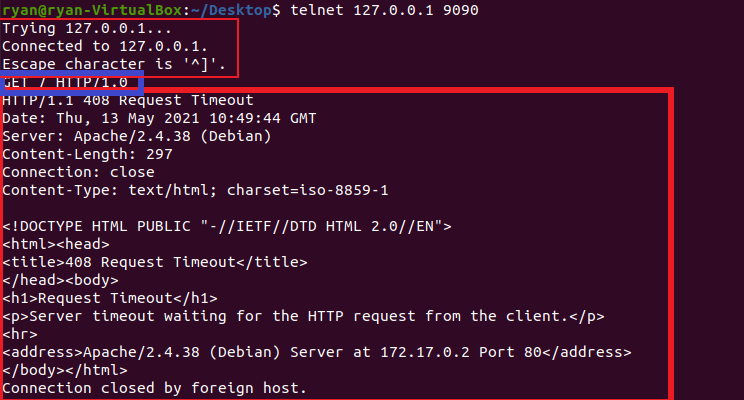 ryan@ryan-VirtualBox:~/Desktop$ telnet 127.0.0.1 9090
Trying 127.0.0.1...
Connected to 127.0.0.1.
Escape character is '^]'.
GET / HTTP/1.0
HTTP/1.1 408 Request Timeout
Date: Thu, 13 May 2021 10:49:44 GMT
Server: Apache/2.4.38 (Debian)
Content-Length: 297
Connection: close
Content-Type: text/html; charset=iso-8859-1
<!DOCTYPE HTML PUBLIC "-//IETF//DTD HTML 2.0//EN">
<html><head>
<title>408 Request Timeout</title>
</head><body>
<h1>Request Timeout</h1>
<p>Server timeout waiting for the HTTP request from the client.</p>
<hr>
<address>Apache/2.4.38 (Debian) Server at 172.17.0.2 Port 80</address>
</body></html>
Connection closed by foreign host.